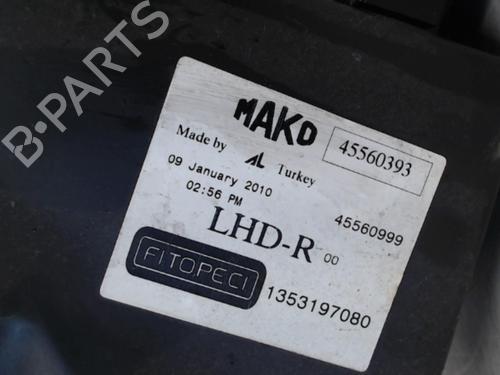 B-PARTS
MAKO
45560393
Made by AL Turkey
09 January 2010
02:56 PM
45560999
LHD-R 00
FITOPECI
1353197080